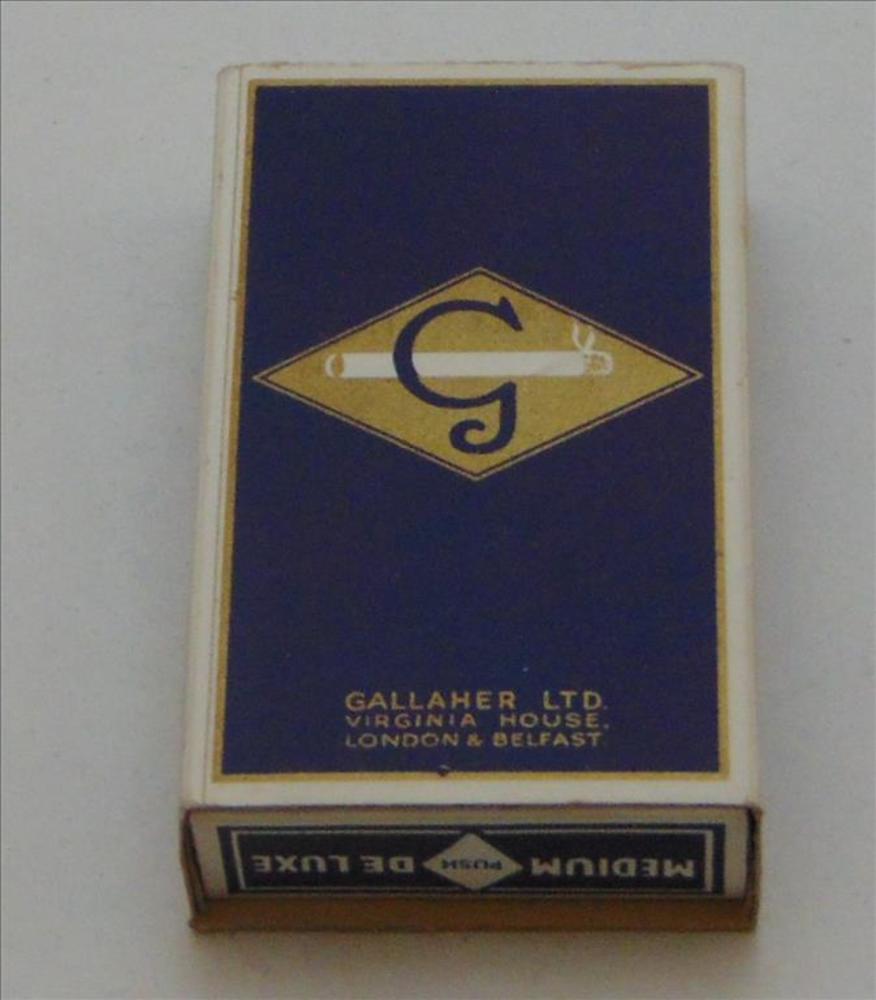 G
GALLAHER LTD.
VIRGINIA HOUSE.
LONDON & BELFAST.
MEDIUM PUSH DE LUXE